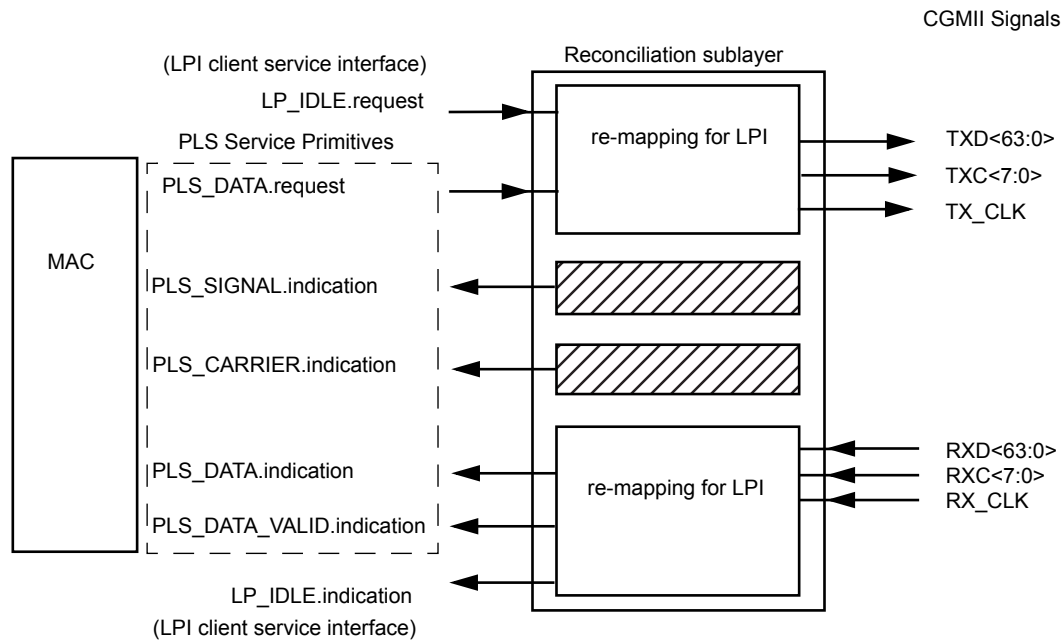 CGMII Signals
Reconciliation sublayer
(LPI client service interface)
LP_IDLE.request
re-mapping for LPI
TXD<63:0>
PLS Service Primitives
TXC<7:0>
PLS_DATA.request
TX_CLK
MAC
PLS_SIGNAL.indication
PLS_CARRIER.indication
RXD<63:0>
PLS_DATA.indication
RXC<7:0>
re-mapping for LPI
RX_CLK
PLS_DATA_VALID.indication
LP_IDLE.indication
(LPI client service interface)